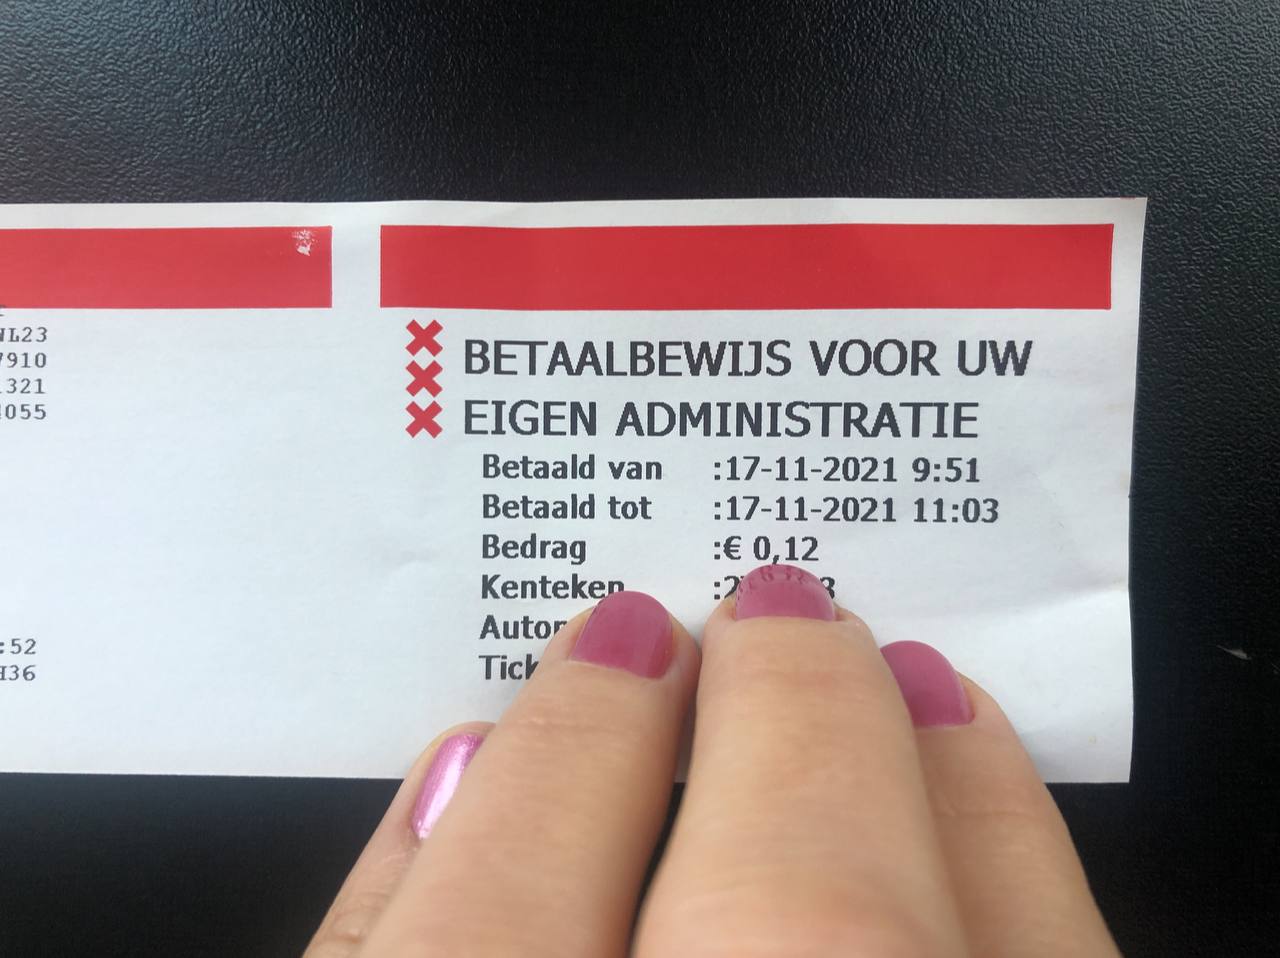 NL23
7910
321
055
:52
H36
BETAALBEWIJS VOOR UW
EIGEN ADMINISTRATIE
Betaald van :17-11-2021 9:51
Betaald tot :17-11-2021 11:03
Bedrag :€ 0,12
Kenteken